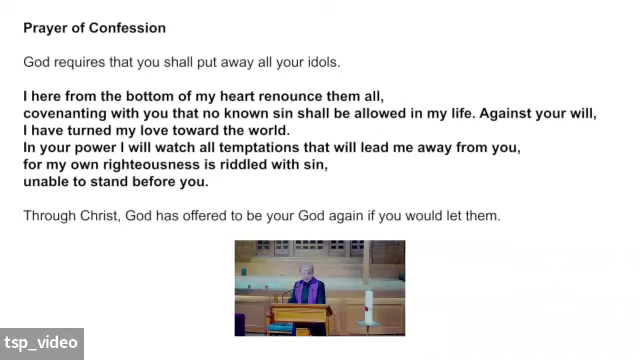 Prayer of Confession
God requires that you shall put away all your idols.
I here from the bottom of my heart renounce them all,
covenanting with you that no known sin shall be allowed in my life. Against your will,
I have turned my love toward the world.
In your power I will watch all temptations that will lead me away from you,
for my own righteousness is riddled with sin,
unable to stand before you.
Through Christ, God has offered to be your God again if you would let them.
tsp_video